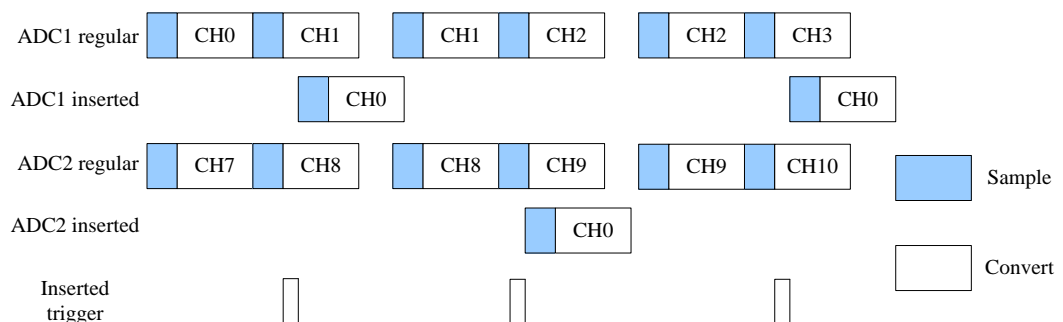 ADC1 regular CH0 CH1 CH1 CH2 CH2 CH3
ADC1 inserted CH0 CH0
ADC2 regular CH7 CH8 CH8 CH9 CH9 CH10
Sample
ADC2 inserted CH0
Convert
Inserted
trigger